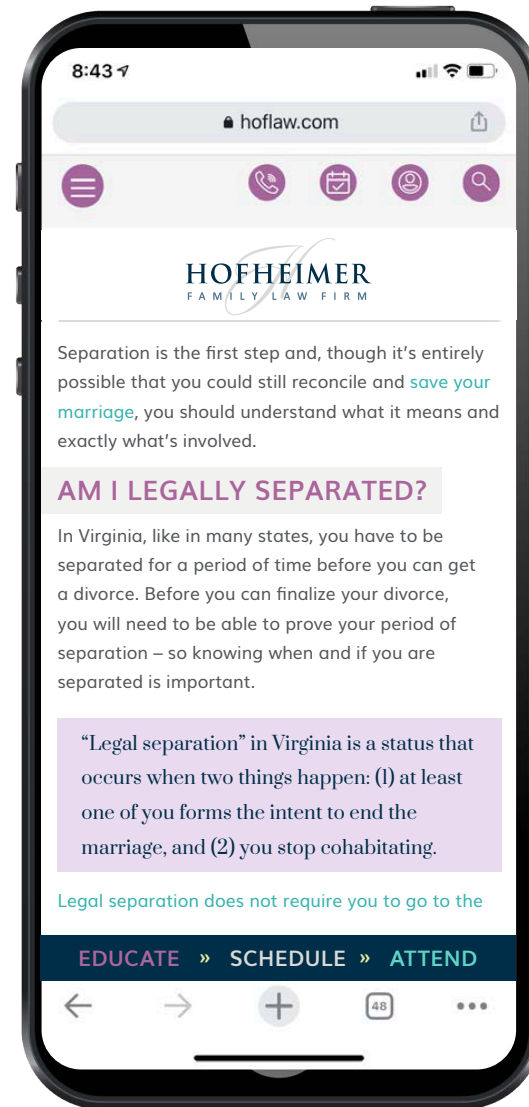 8:43
hoflaw.com
HOFHEIMER
FAMILY LAW FIRM
Separation is the first step and, though it’s entirely
possible that you could still reconcile and save your
marriage, you should understand what it means and
exactly what’s involved.
AM I LEGALLY SEPARATED?
In Virginia, like in many states, you have to be
separated for a period of time before you can get
a divorce. Before you can finalize your divorce,
you will need to be able to prove your period of
separation – so knowing when and if you are
separated is important.
“Legal separation” in Virginia is a status that
occurs when two things happen: (1) at least
one of you forms the intent to end the
marriage, and (2) you stop cohabitating.
Legal separation does not require you to go to the
EDUCATE » SCHEDULE » ATTEND
48